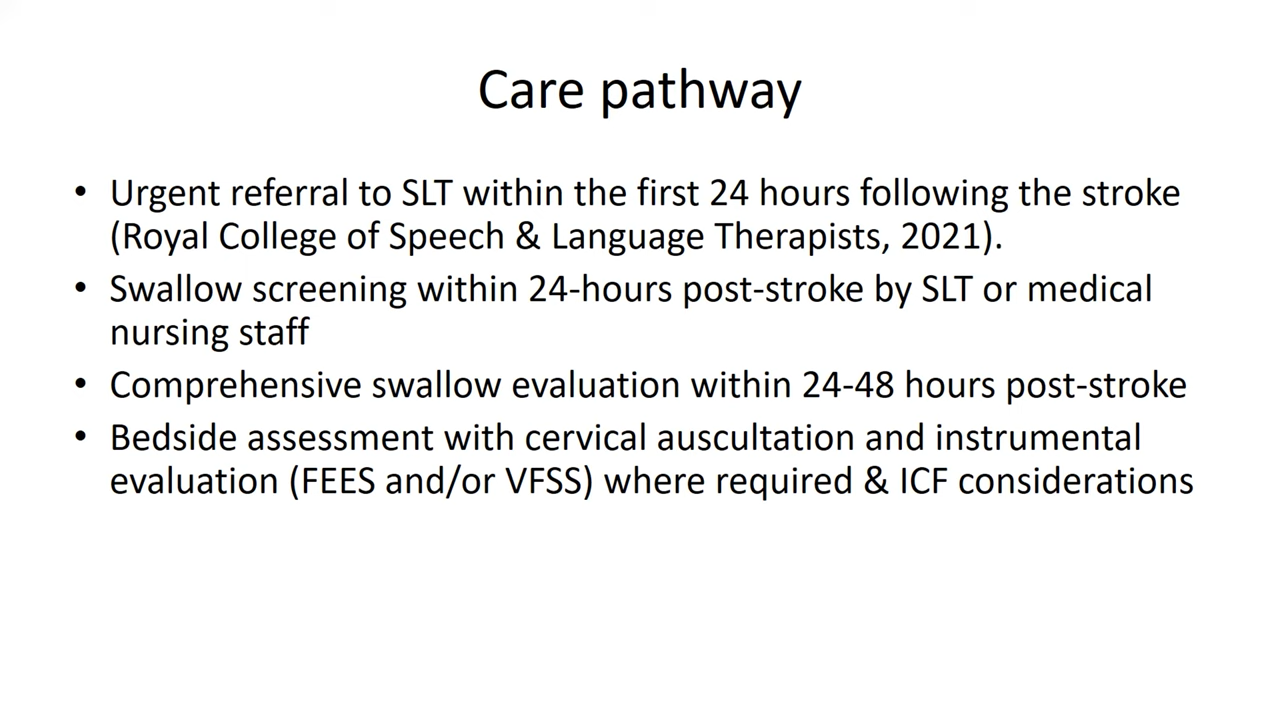 Care pathway
• Urgent referral to SLT within the first 24 hours following the stroke
(Royal College of Speech & Language Therapists, 2021).
• Swallow screening within 24-hours post-stroke by SLT or medical
nursing staff
• Comprehensive swallow evaluation within 24-48 hours post-stroke
• Bedside assessment with cervical auscultation and instrumental
evaluation (FEES and/or VFSS) where required & ICF considerations